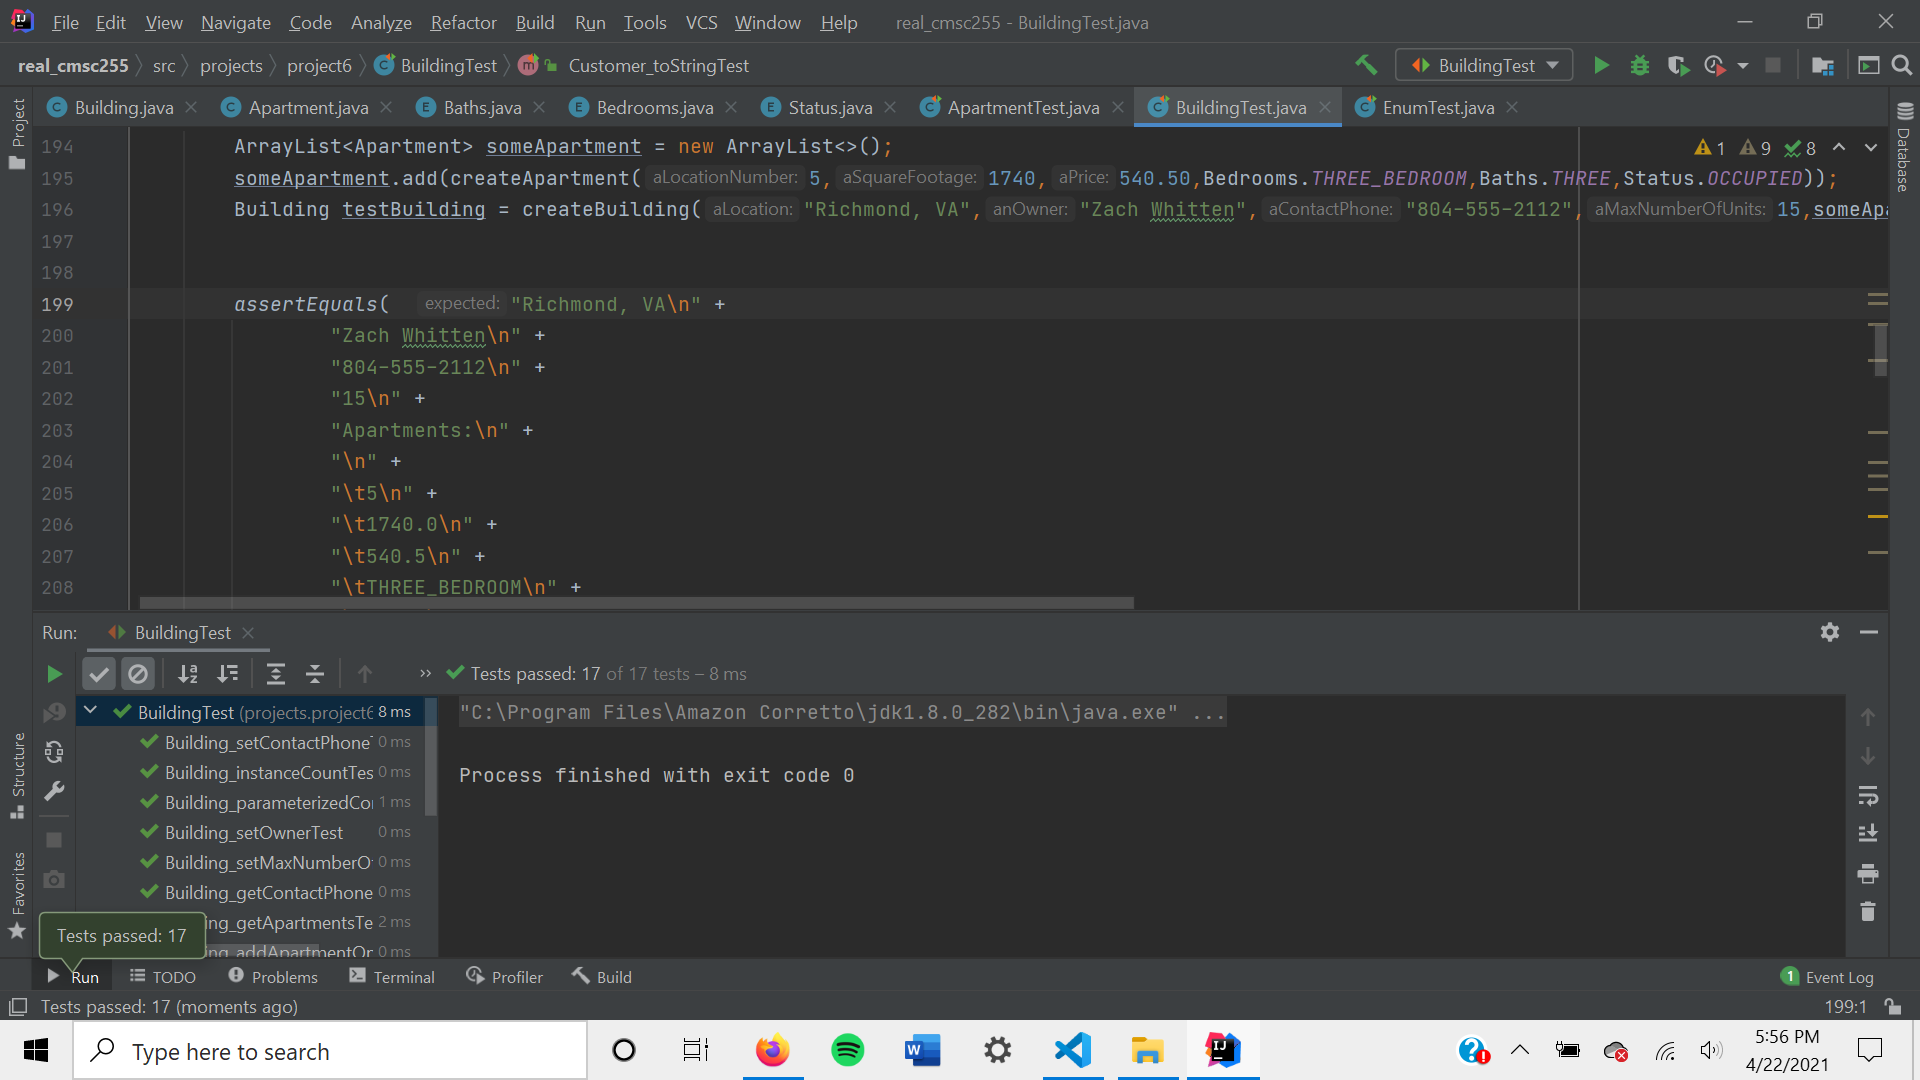 File Edit View Navigate Code Analyze Refactor Build Run Tools VCS Window Help real_cmsc255 - BuildingTest.java
real_cmsc255 src projects project6 BuildingTest m Customer_toStringTest BuildingTest
Project
C Building.java C Apartment.java E Baths.java E Bedrooms.java E Status.java C ApartmentTest.java C BuildingTest.java C EnumTest.java
Database
194 ArrayList<Apartment> someApartment = new ArrayList<>(); 1 9 8
195 someApartment.add(createApartment( aLocationNumber: 5, aSquareFootage: 1740, aPrice: 540.50,Bedrooms.THREE_BEDROOM,Baths.THREE,Status.OCCUPIED));
196 Building testBuilding = createBuilding( aLocation: "Richmond, VA", anOwner: "Zach Whitten", aContactPhone: "804-555-2112", aMaxNumberOfUnits: 15,someApa
197
198
199 assertEquals( expected: "Richmond, VA\n" +
200 "Zach Whitten\n" +
201 "804-555-2112\n" +
202 "15\n" +
203 "Apartments:\n" +
204 "\n" +
205 "\t5\n" +
206 "\t1740.0\n" +
207 "\t540.5\n" +
208 "\tTHREE_BEDROOM\n" +
Run: BuildingTest
Tests passed: 17 of 17 tests – 8 ms
BuildingTest (projects.project6 8 ms
"C:\Program Files\Amazon Corretto\jdk1.8.0_282\bin\java.exe" ...
Building_setContactPhoneT 0 ms
Building_instanceCountTes 0 ms
Process finished with exit code 0
Building_parameterizedCo 1 ms
Building_setOwnerTest 0 ms
Building_setMaxNumberO 0 ms
Building_getContactPhone 0 ms
ng_getApartmentsTe 2 ms
ng_addApartmentOr 0 ms
Structure
Favorites
Tests passed: 17
Run TODO Problems Terminal Profiler Build 1 Event Log
Tests passed: 17 (moments ago) 199:1
Type here to search
5:56 PM
4/22/2021